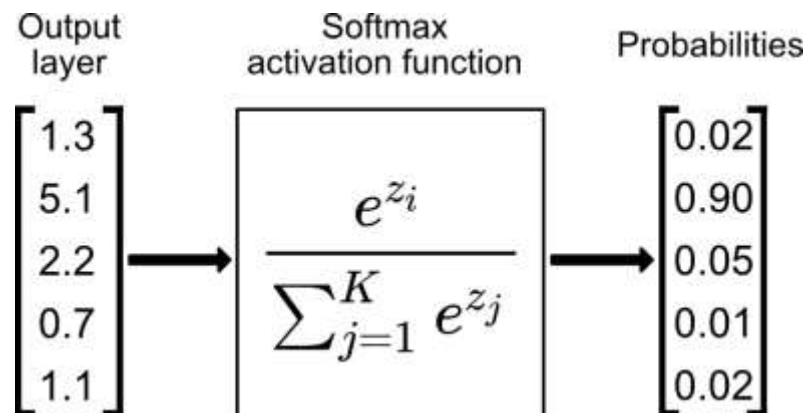 Output
layer
Softmax
activation function
Probabilities
1.3
5.1
2.2
0.7
1.1
e^{z_i}
∑_{j=1}^{K} e^{z_j}
0.02
0.90
0.05
0.01
0.02